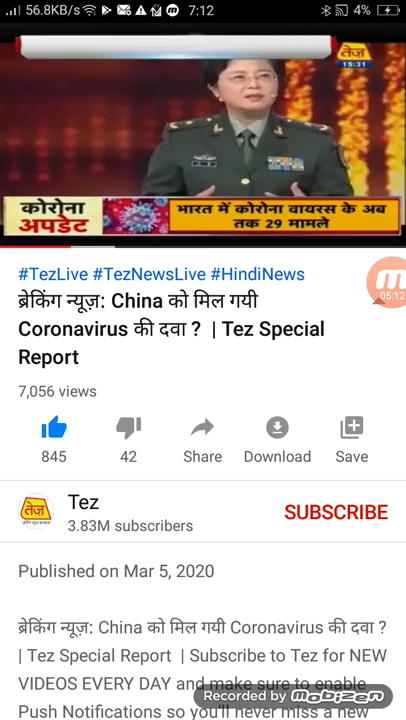 56.8KB/s 7:12 4%
तेज़
15:31
कोरोना
अपडेट
भारत में कोरोना वायरस के अब
तक 29 मामले
#TezLive #TezNewsLive #HindiNews
ब्रेकिंग न्यूज़: China को मिल गयी
Coronavirus की दवा ? | Tez Special
Report
05:12
7,056 views
845 42 Share Download Save
तेज़
Tez
3.83M subscribers
SUBSCRIBE
Published on Mar 5, 2020
ब्रेकिंग न्यूज़: China को मिल गयी Coronavirus की दवा ?
| Tez Special Report | Subscribe to Tez for NEW
VIDEOS EVERY DAY and make sure to enable
Push Notifications so you'll never miss a new
Recorded by MOBIZEN